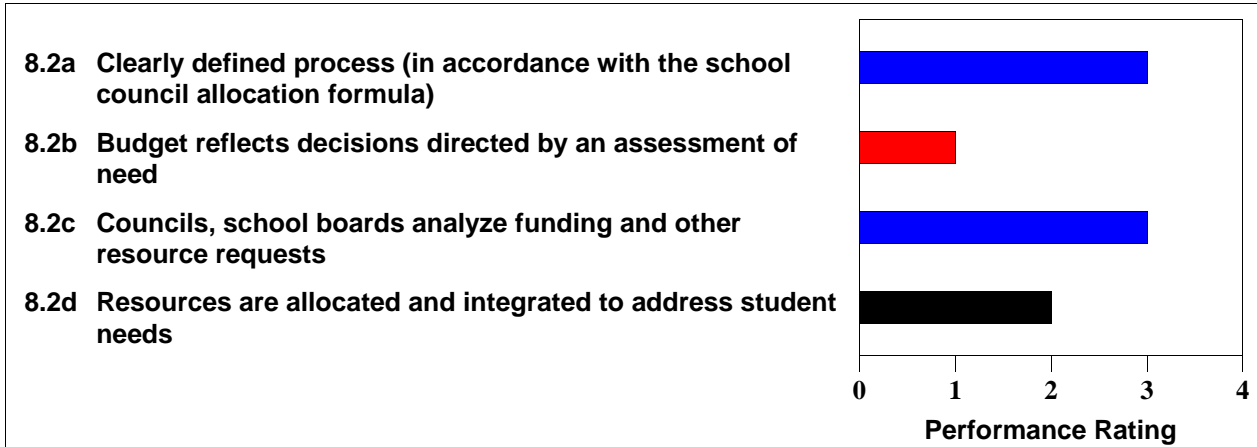 8.2a Clearly defined process (in accordance with the school
council allocation formula)
8.2b Budget reflects decisions directed by an assessment of
need
8.2c Councils, school boards analyze funding and other
resource requests
8.2d Resources are allocated and integrated to address student
needs
0 1 2 3 4
Performance Rating